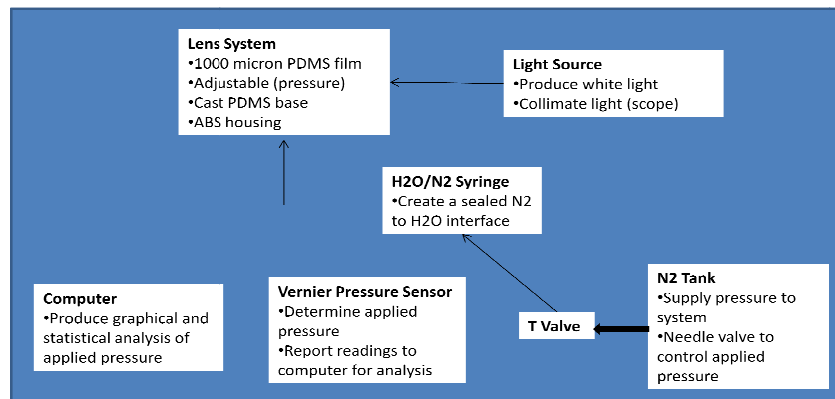 Lens System
•1000 micron PDMS film
•Adjustable (pressure)
•Cast PDMS base
•ABS housing
Light Source
•Produce white light
•Collimate light (scope)
H2O/N2 Syringe
•Create a sealed N2
to H2O interface
Computer
•Produce graphical and
statistical analysis of
applied pressure
Vernier Pressure Sensor
•Determine applied
pressure
•Report readings to
computer for analysis
T Valve
N2 Tank
•Supply pressure to
system
•Needle valve to
control applied
pressure